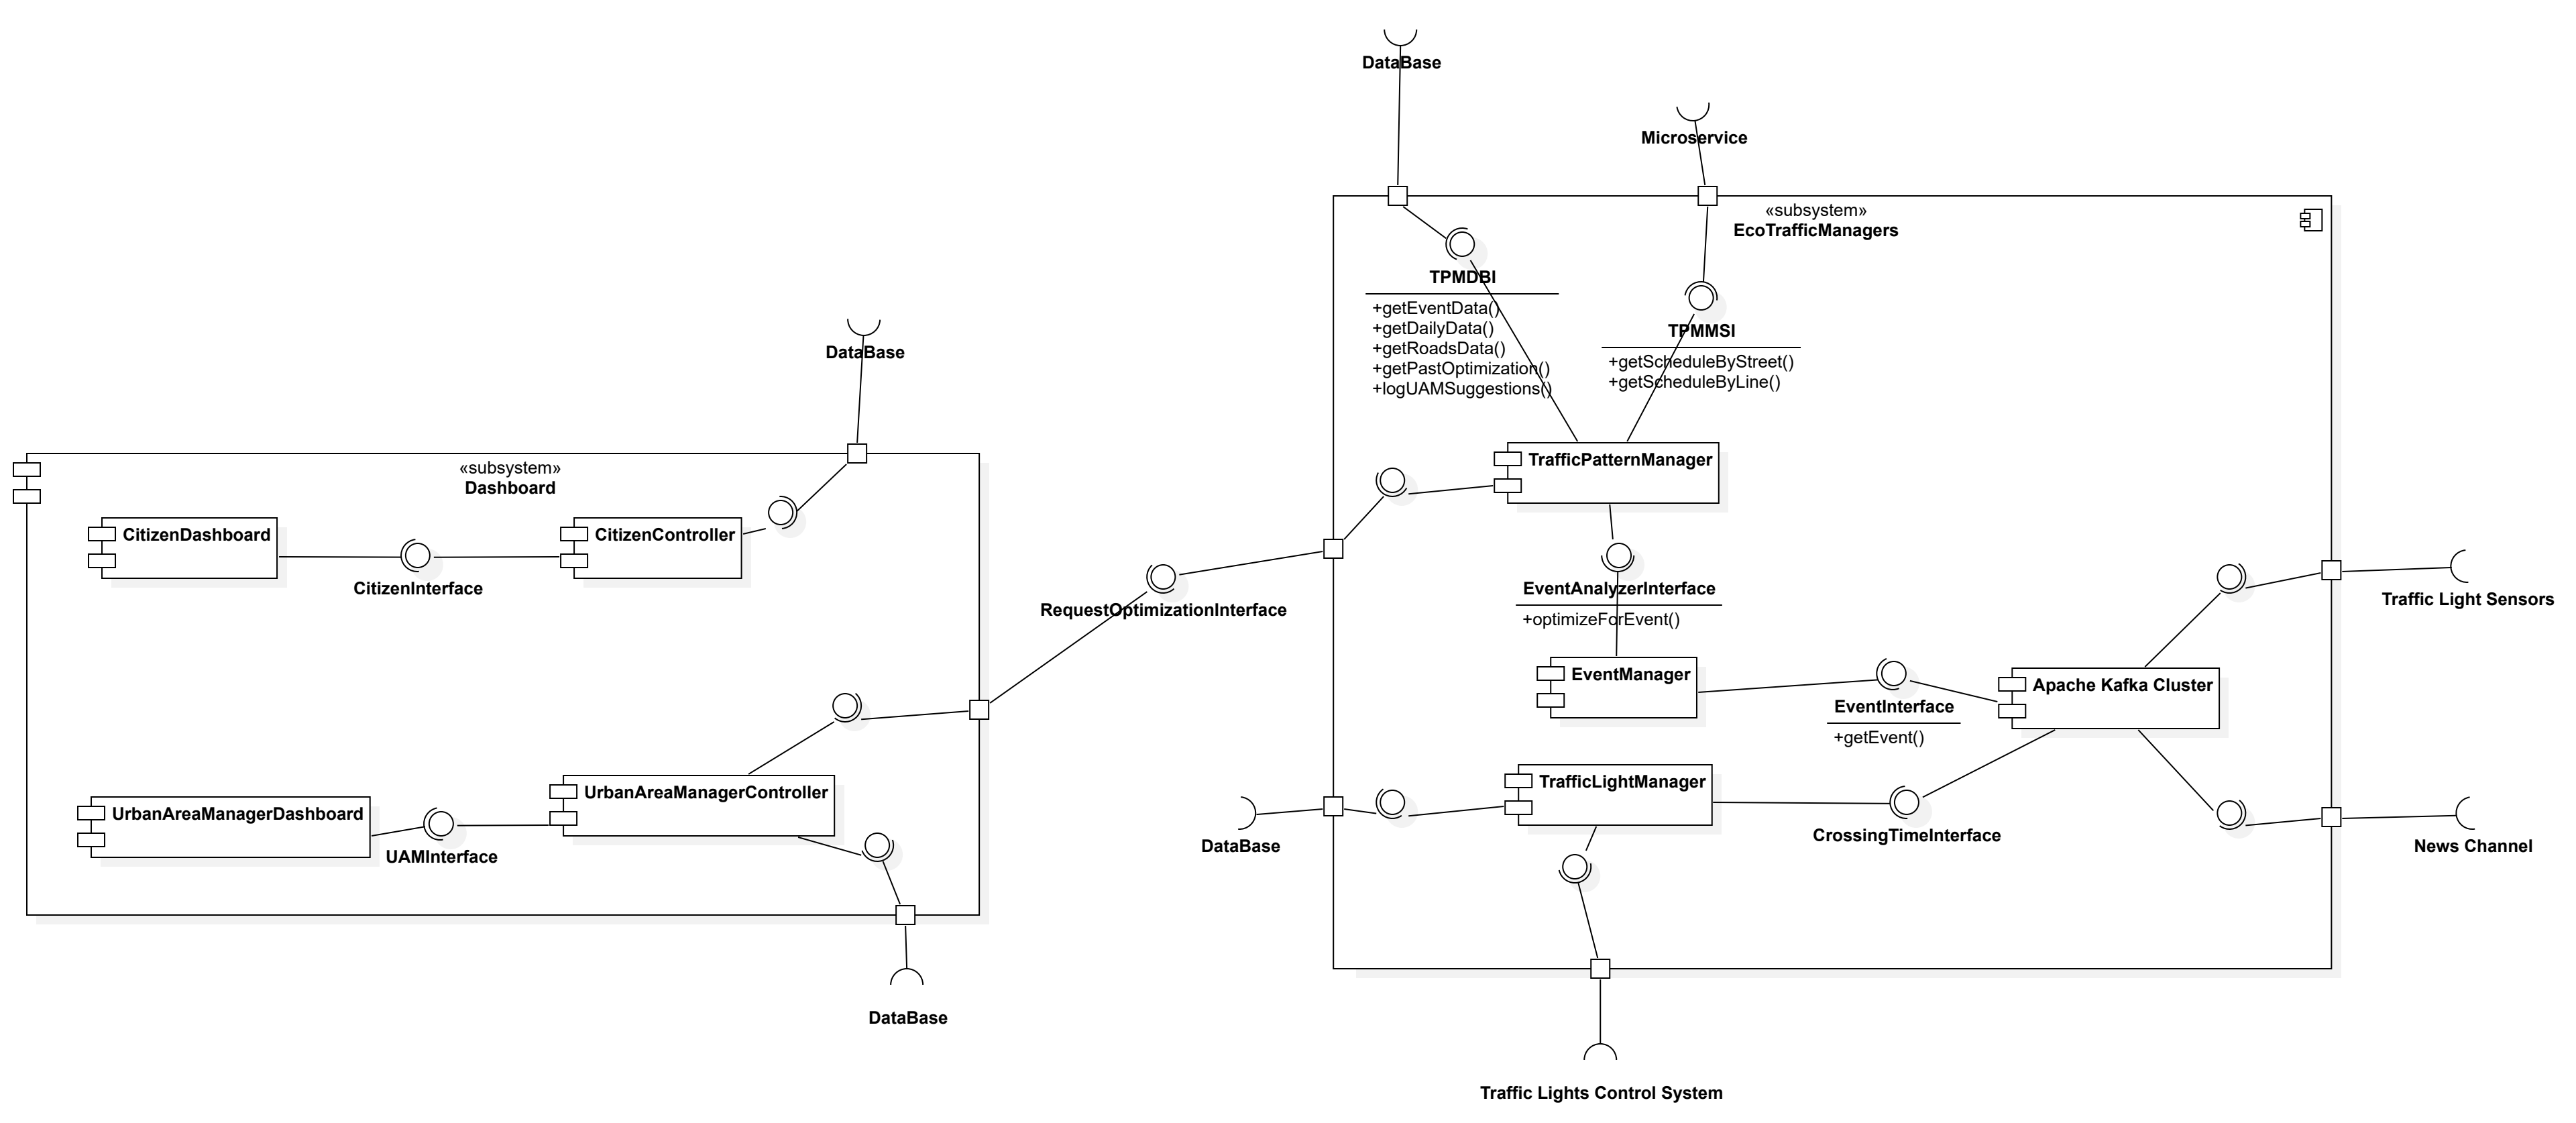 DataBase
Microservice
«subsystem»
EcoTrafficManagers
TPMDBI
+getEventData()
+getDailyData()
+getRoadsData()
+getPastOptimization()
+logUAMSuggestions()
TPMMSI
+getScheduleByStreet()
+getScheduleByLine()
DataBase
«subsystem»
Dashboard
CitizenDashboard
CitizenInterface
CitizenController
RequestOptimizationInterface
TrafficPatternManager
EventAnalyzerInterface
+optimizeForEvent()
Traffic Light Sensors
EventManager
EventInterface
+getEvent()
Apache Kafka Cluster
UrbanAreaManagerDashboard
UAMInterface
UrbanAreaManagerController
DataBase
TrafficLightManager
CrossingTimeInterface
News Channel
DataBase
Traffic Lights Control System